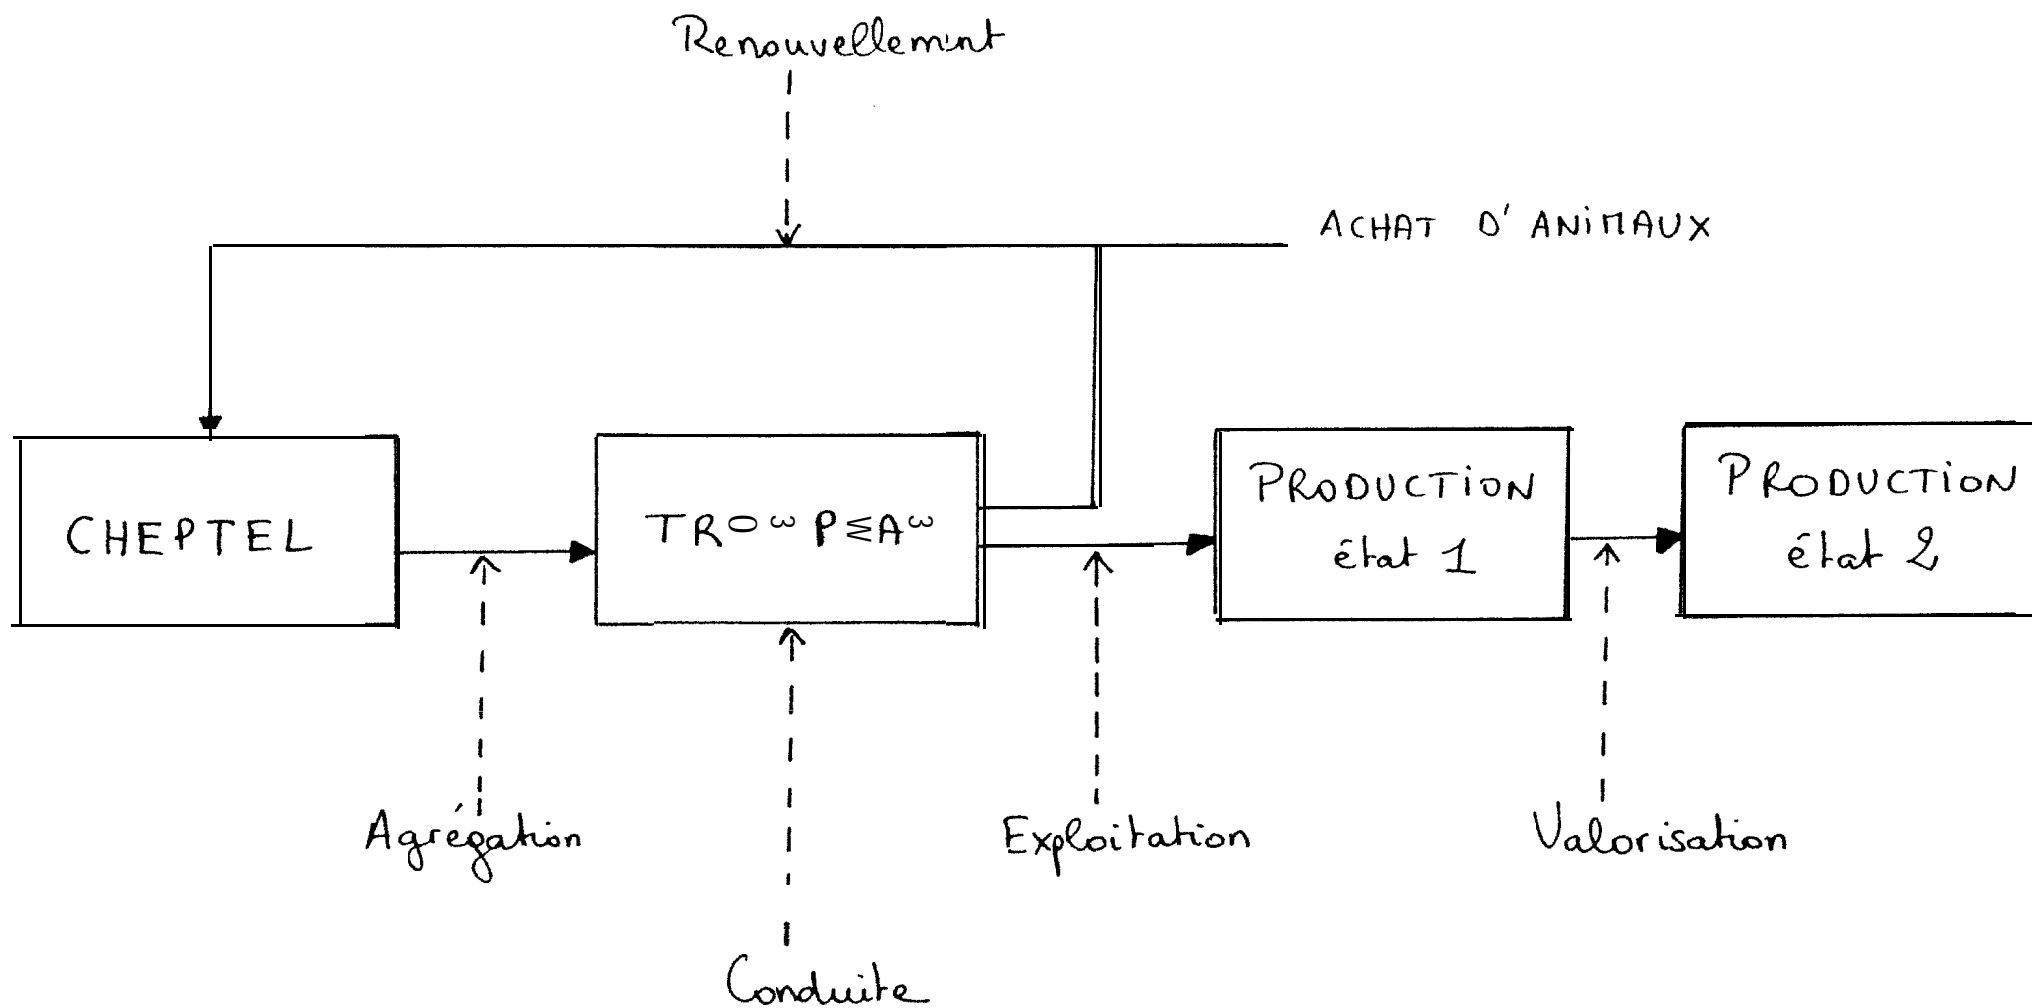 Renouvellement
ACHAT D'ANIMAUX
CHEPTEL
TROUPEAU
PRODUCTION
état 1
PRODUCTION
état 2
Agrégation
Exploitation
Valorisation
Conduite